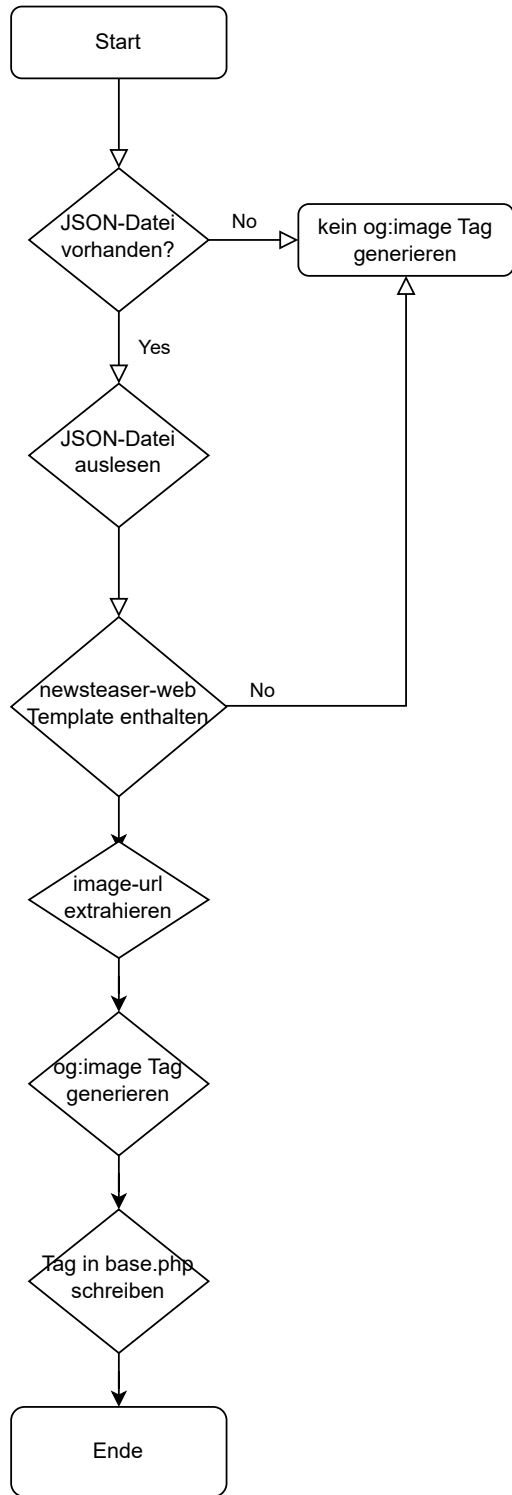 Start
JSON-Datei
vorhanden?
No
kein og:image Tag
generieren
Yes
JSON-Datei
auslesen
newsteaser-web
Template enthalten
No
image-url
extrahieren
og:image Tag
generieren
Tag in base.php
schreiben
Ende